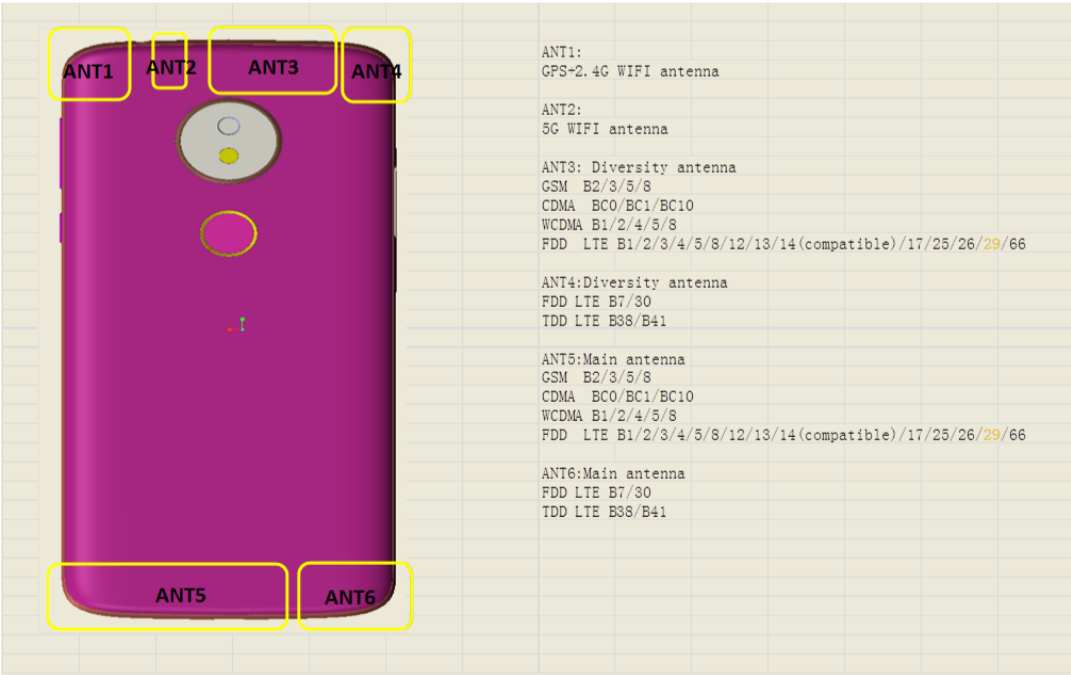 ANT1
ANT2
ANT3
ANT4
ANT5
ANT6
ANT1:
GPS+2.4G WIFI antenna
ANT2:
5G WIFI antenna
ANT3: Diversity antenna
GSM B2/3/5/8
CDMA BC0/BC1/BC10
WCDMA B1/2/4/5/8
FDD LTE B1/2/3/4/5/8/12/13/14(compatible)/17/25/26/29/66
ANT4:Diversity antenna
FDD LTE B7/30
TDD LTE B38/B41
ANT5:Main antenna
GSM B2/3/5/8
CDMA BC0/BC1/BC10
WCDMA B1/2/4/5/8
FDD LTE B1/2/3/4/5/8/12/13/14(compatible)/17/25/26/29/66
ANT6:Main antenna
FDD LTE B7/30
TDD LTE B38/B41